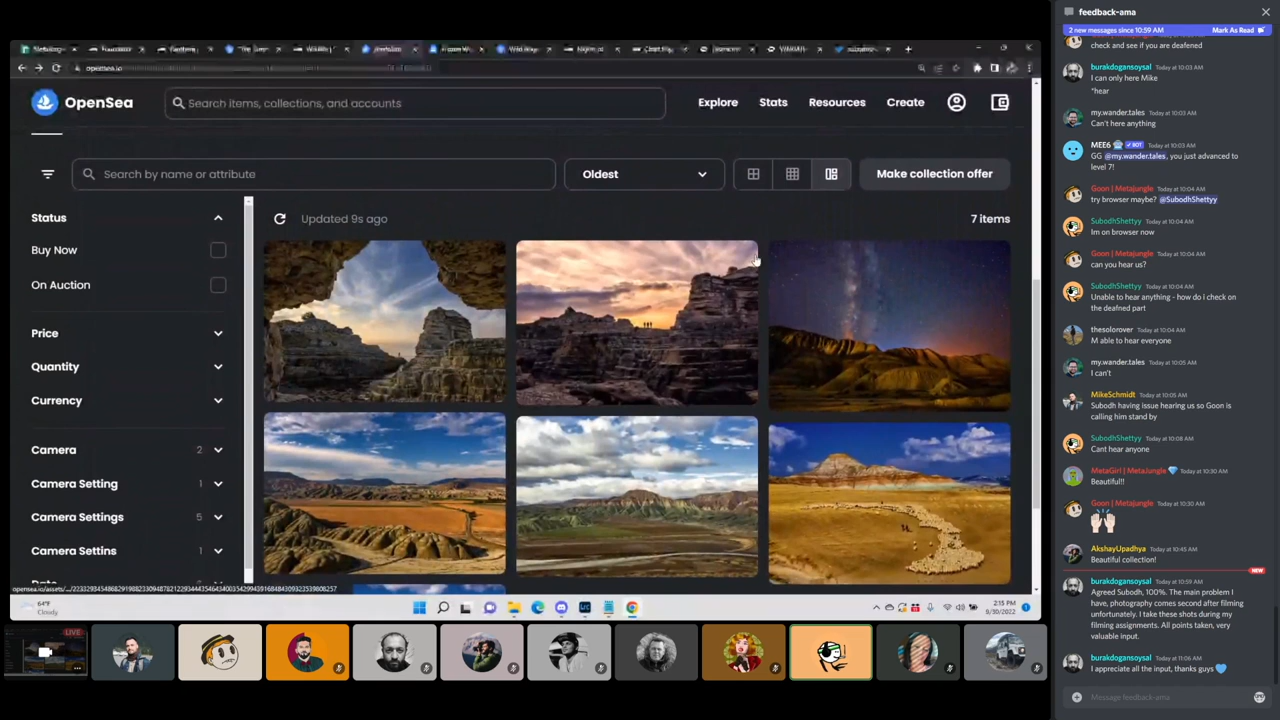 opensea.io
OpenSea
Search items, collections, and accounts
Explore
Stats
Resources
Create
Search by name or attribute
Oldest
Make collection offer
Status
Buy Now
On Auction
Price
Quantity
Currency
Camera
2
Camera Setting
1
Camera Settings
5
Camera Settins
1
Updated 9s ago
7 items
64°F
Cloudy
2:15 PM
9/30/2022
LIVE
feedback-ama
2 new messages since 10:59 AM
Mark As Read
check and see if you are deafened
burakdogansoysal Today at 10:03 AM
I can only here Mike
*hear
my.wander.tales Today at 10:03 AM
Can't here anything
MEE6 BOT Today at 10:03 AM
GG @my.wander.tales, you just advanced to
level 7!
Goon | Metajungle Today at 10:04 AM
try browser maybe? @SubodhShettyy
SubodhShettyy Today at 10:04 AM
Im on browser now
Goon | Metajungle Today at 10:04 AM
can you hear us?
SubodhShettyy Today at 10:04 AM
Unable to hear anything - how do i check on
the deafned part
thesolorover Today at 10:04 AM
M able to hear everyone
my.wander.tales Today at 10:05 AM
I can't
MikeSchmidt Today at 10:05 AM
Subodh having issue hearing us so Goon is
calling him stand by
SubodhShettyy Today at 10:08 AM
Cant hear anyone
MetaGirl | MetaJungle Today at 10:30 AM
Beautiful!!
Goon | Metajungle Today at 10:30 AM
AkshayUpadhya Today at 10:45 AM
Beautiful collection!
NEW
burakdogansoysal Today at 10:59 AM
Agreed Subodh, 100%. The main problem I
have, photography comes second after filming
unfortunately. I take these shots during my
filming assignments. All points taken, very
valuable input.
burakdogansoysal Today at 11:06 AM
I appreciate all the input, thanks guys
Message feedback-ama